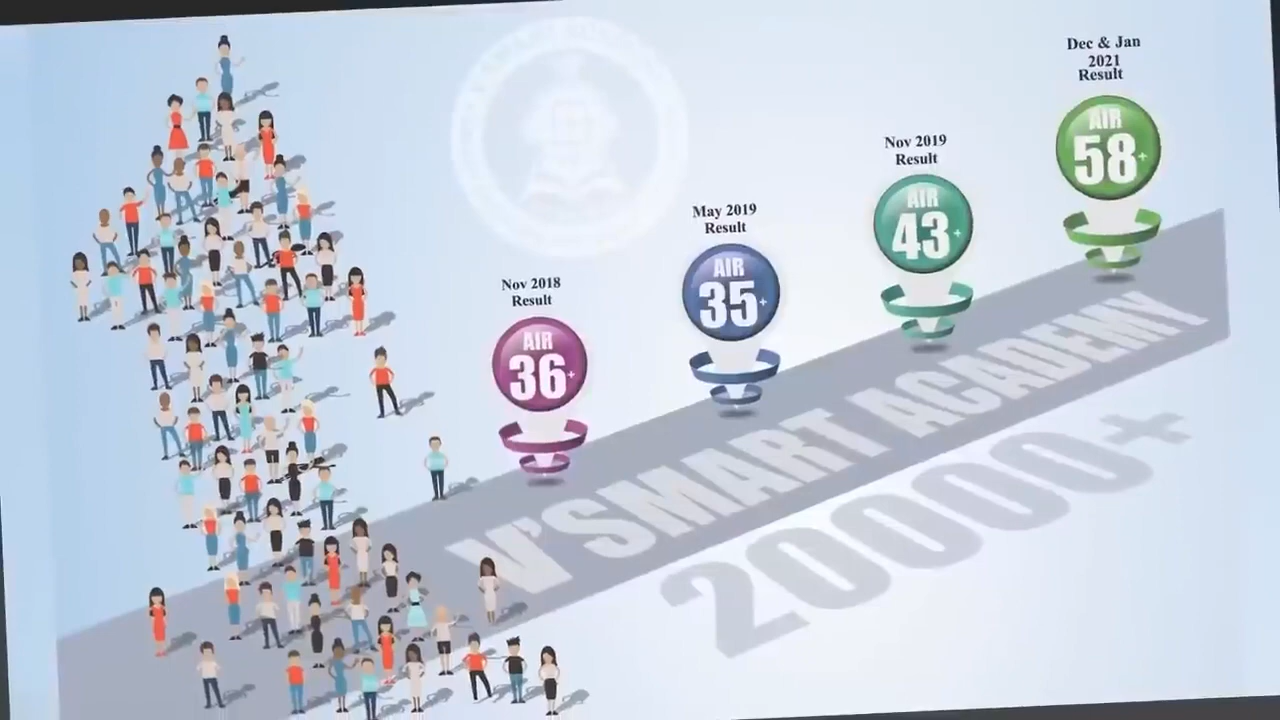 Nov 2018
Result
AIR
36+
May 2019
Result
AIR
35+
Nov 2019
Result
AIR
43+
Dec & Jan
2021
Result
AIR
58+
V'SMART ACADEMY
20000+